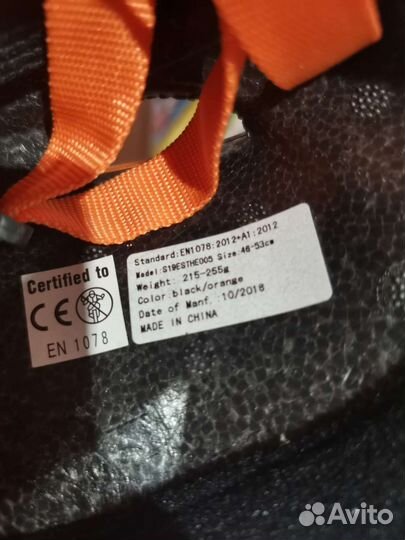 Certified to
CE
EN 1078
Standard:EN1078:2012+A1:2012
Model:S19ESTHE005 Size:48-53cm
Weight: 215-255g
Color:black/orange
Date of Manf.:10/2018
MADE IN CHINA
Avito